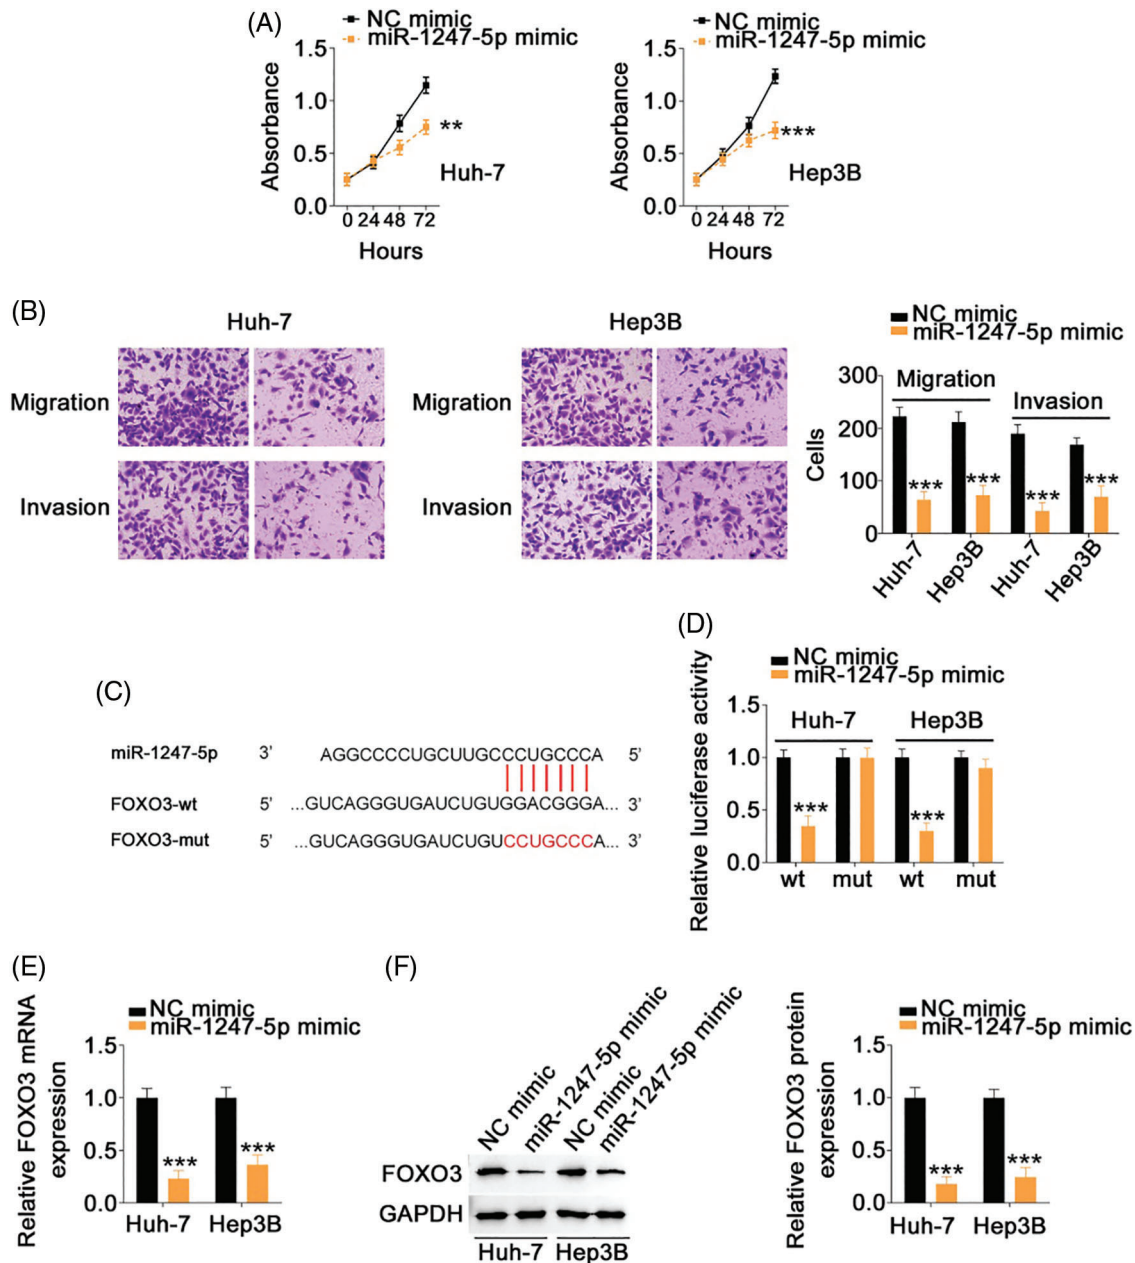 (A)
NC mimic
miR-1247-5p mimic
1.5
1.0
0.5
0.0
Absorbance
0 24 48 72
Hours
Huh-7
**
NC mimic
miR-1247-5p mimic
1.5
1.0
0.5
0.0
Absorbance
0 24 48 72
Hours
Hep3B
***
(B)
Huh-7
Hep3B
Migration
Invasion
Migration
Invasion
NC mimic
miR-1247-5p mimic
300
200
100
0
Cells
Migration
Invasion
*** *** *** ***
Huh-7 Hep3B Huh-7 Hep3B
(C)
miR-1247-5p 3’ AGGCCCCUGCUUGCCCUGCCCA 5’
FOXO3-wt 5’ ...GUCAGGGUGAUCUGUGGACGGGA... 3’
FOXO3-mut 5’ ...GUCAGGGUGAUCUGUCCUGCCCA... 3’
(D)
NC mimic
miR-1247-5p mimic
1.5
1.0
0.5
0.0
Relative luciferase activity
Huh-7 Hep3B
*** ***
wt mut wt mut
(E)
NC mimic
miR-1247-5p mimic
1.5
1.0
0.5
0.0
Relative FOXO3 mRNA
expression
*** ***
Huh-7 Hep3B
(F)
NC mimic
miR-1247-5p mimic
NC mimic
miR-1247-5p mimic
FOXO3
GAPDH
Huh-7 Hep3B
NC mimic
miR-1247-5p mimic
1.5
1.0
0.5
0.0
Relative FOXO3 protein
expression
*** ***
Huh-7 Hep3B